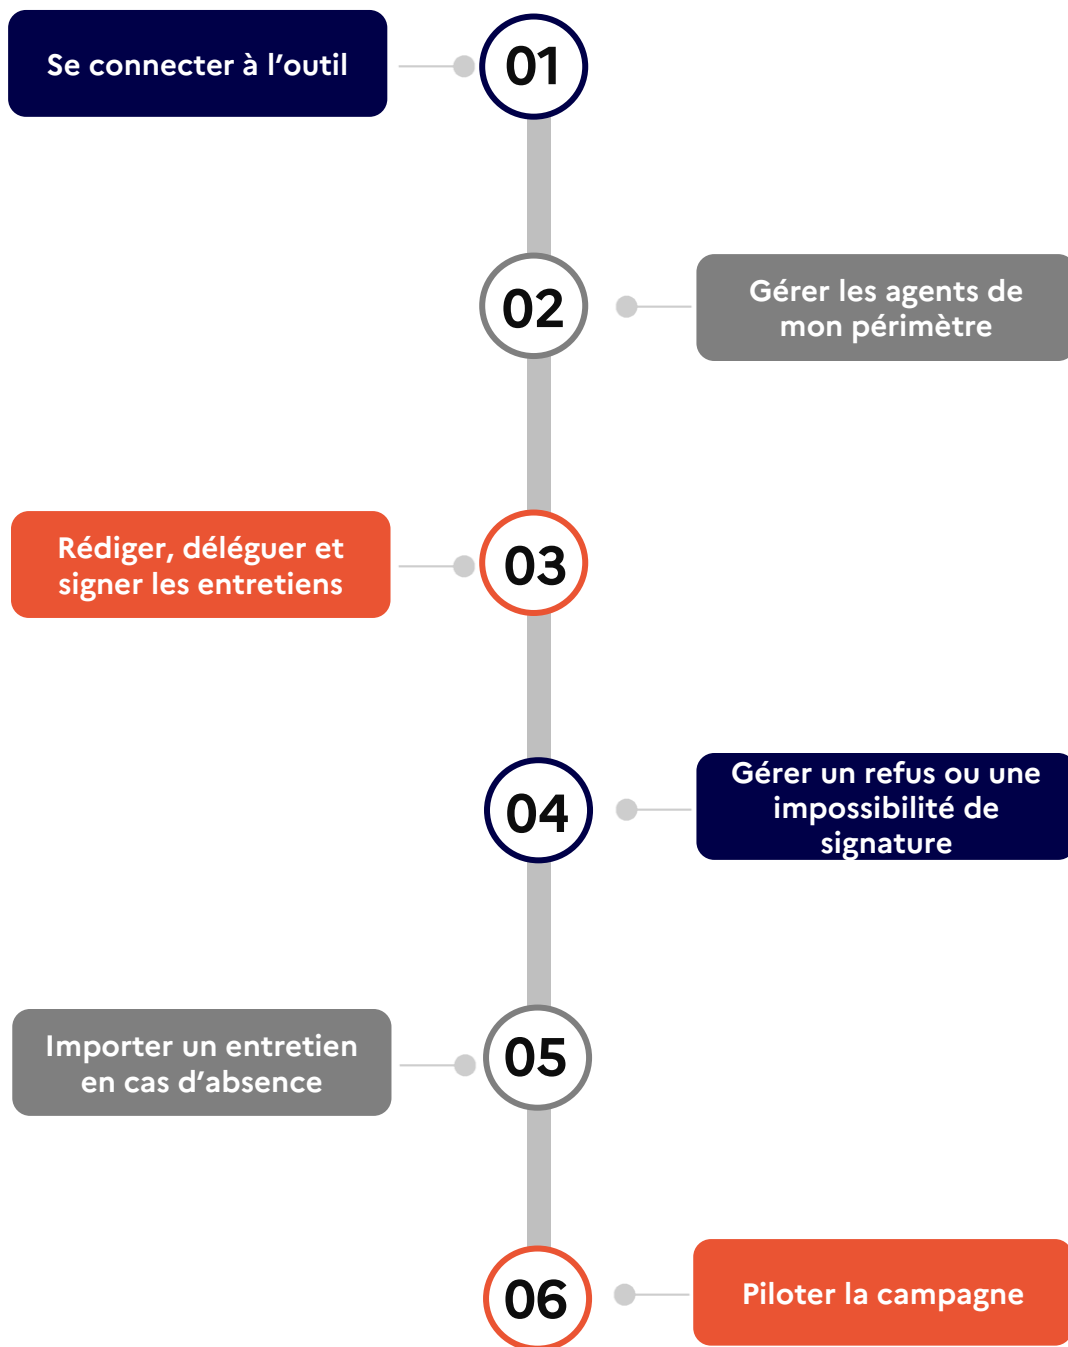 Se connecter à l’outil
01
02
Gérer les agents de
mon périmètre
Rédiger, déléguer et
signer les entretiens
03
04
Gérer un refus ou une
impossibilité de
signature
Importer un entretien
en cas d’absence
05
06
Piloter la campagne